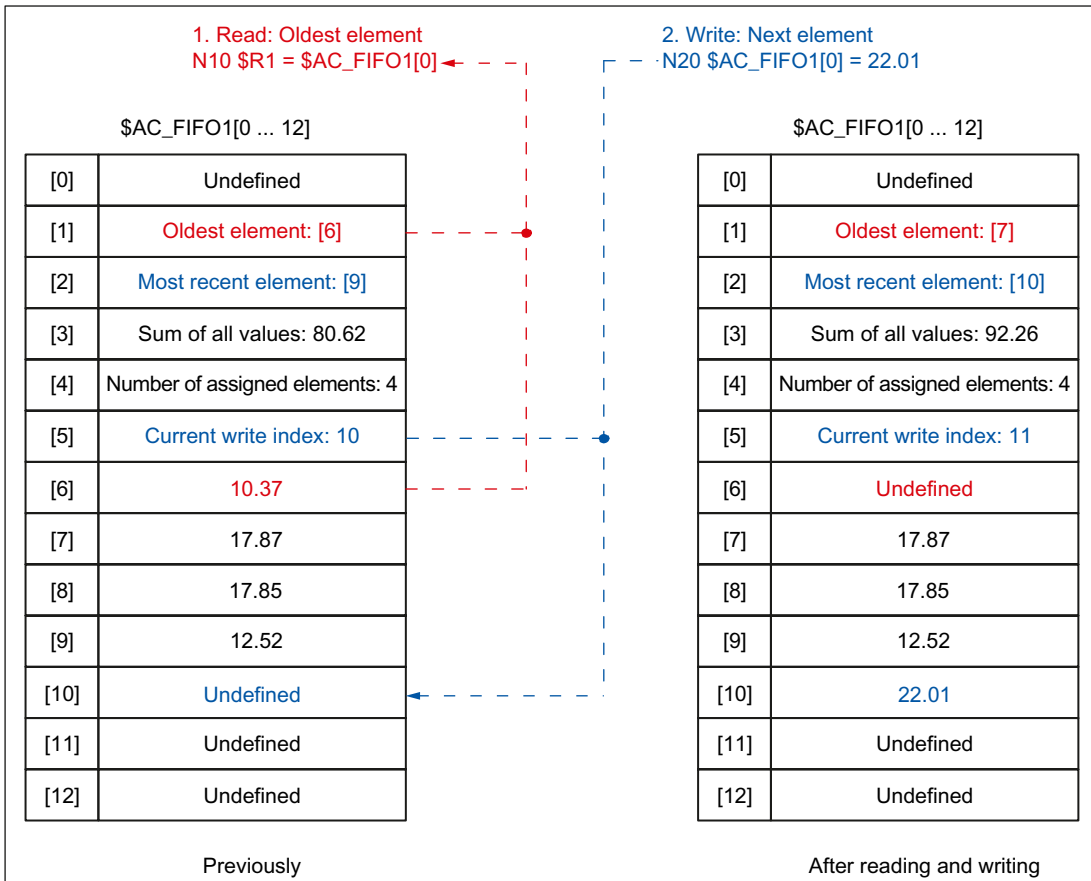 1. Read: Oldest element
N10 $R1 = $AC_FIFO1[0]
2. Write: Next element
N20 $AC_FIFO1[0] = 22.01
$AC_FIFO1[0 ... 12]
[0] Undefined
[1] Oldest element: [6]
[2] Most recent element: [9]
[3] Sum of all values: 80.62
[4] Number of assigned elements: 4
[5] Current write index: 10
[6] 10.37
[7] 17.87
[8] 17.85
[9] 12.52
[10] Undefined
[11] Undefined
[12] Undefined
Previously
$AC_FIFO1[0 ... 12]
[0] Undefined
[1] Oldest element: [7]
[2] Most recent element: [10]
[3] Sum of all values: 92.26
[4] Number of assigned elements: 4
[5] Current write index: 11
[6] Undefined
[7] 17.87
[8] 17.85
[9] 12.52
[10] 22.01
[11] Undefined
[12] Undefined
After reading and writing